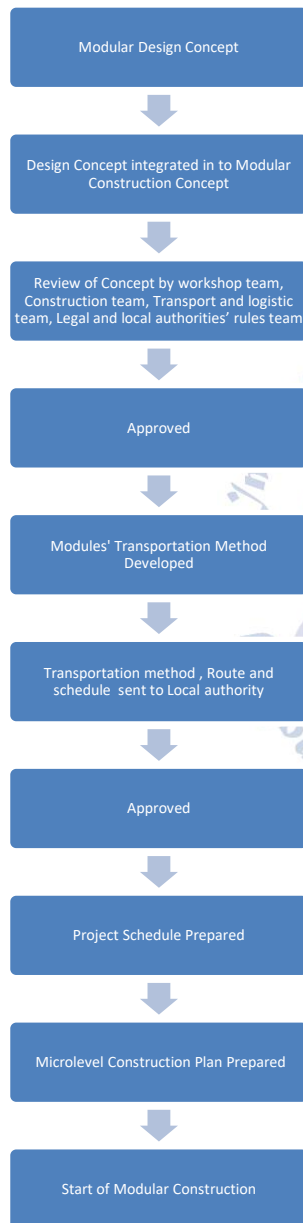 Modular Design Concept
Design Concept integrated in to Modular
Construction Concept
Review of Concept by workshop team,
Construction team, Transport and logistic
team, Legal and local authorities’ rules team
Approved
Modules' Transportation Method
Developed
Transportation method , Route and
schedule sent to Local authority
Approved
Project Schedule Prepared
Microlevel Construction Plan Prepared
Start of Modular Construction